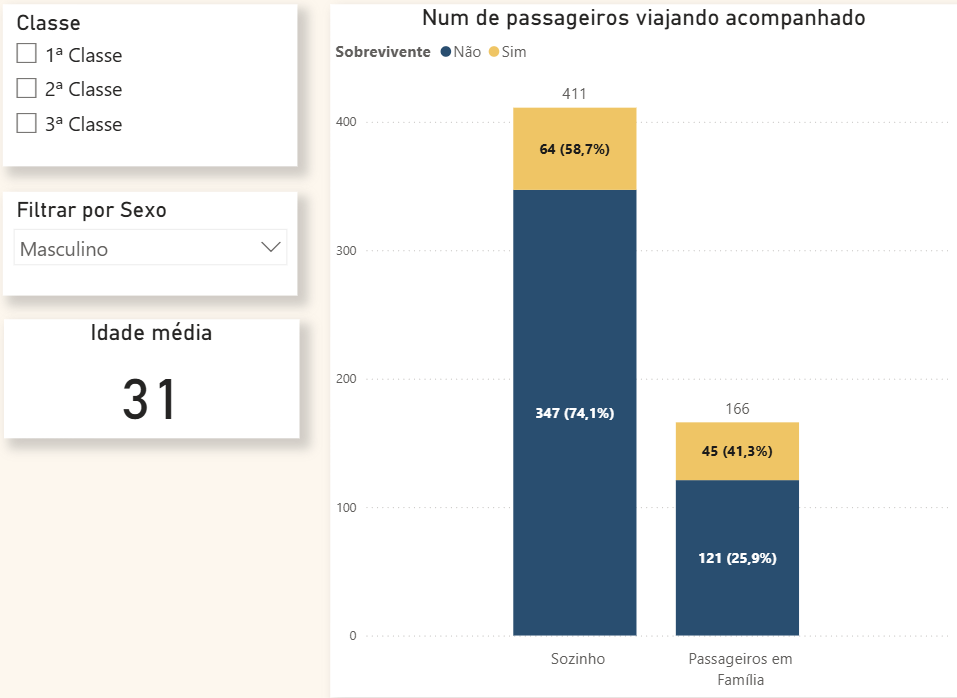 Classe
1ª Classe
2ª Classe
3ª Classe
Filtrar por Sexo
Masculino
Idade média
31
Num de passageiros viajando acompanhado
Sobrevivente Não Sim
411
400
64 (58,7%)
300
200
347 (74,1%)
166
45 (41,3%)
100
121 (25,9%)
0
Sozinho
Passageiros em
Família